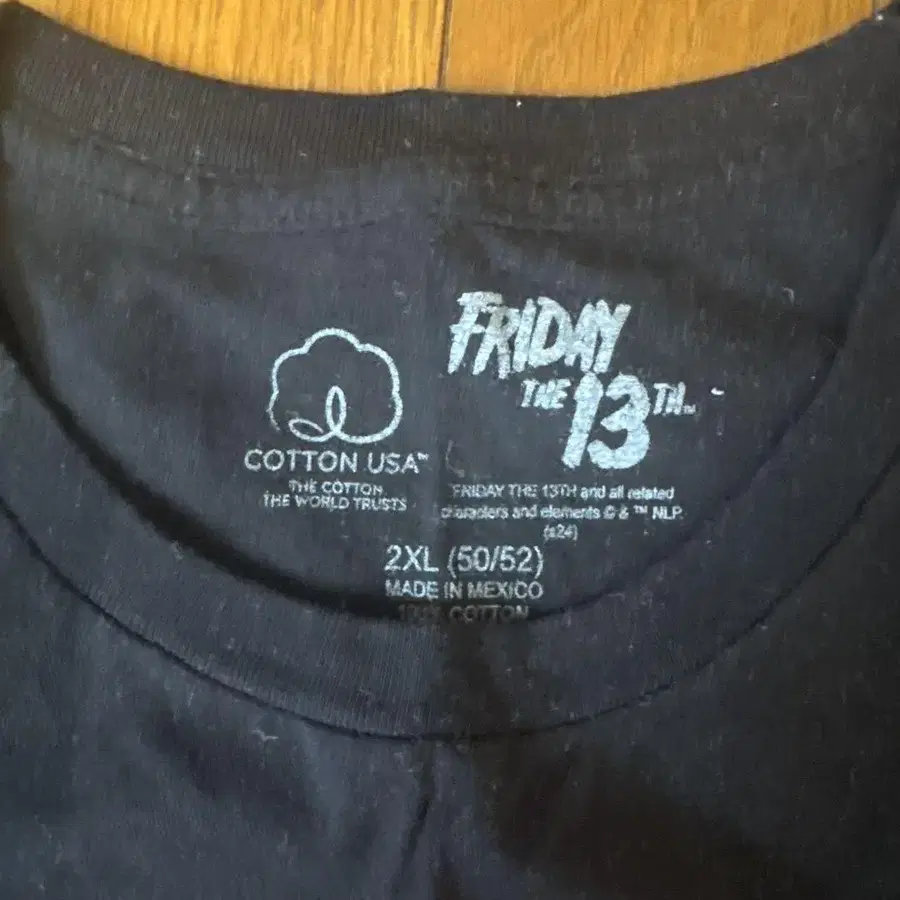 FRIDAY
THE 13TH™
COTTON USA™
THE COTTON
THE WORLD TRUSTS
FRIDAY THE 13TH and all related
characters and elements © & ™ NLP.
(s24)
2XL (50/52)
MADE IN MEXICO
100% COTTON